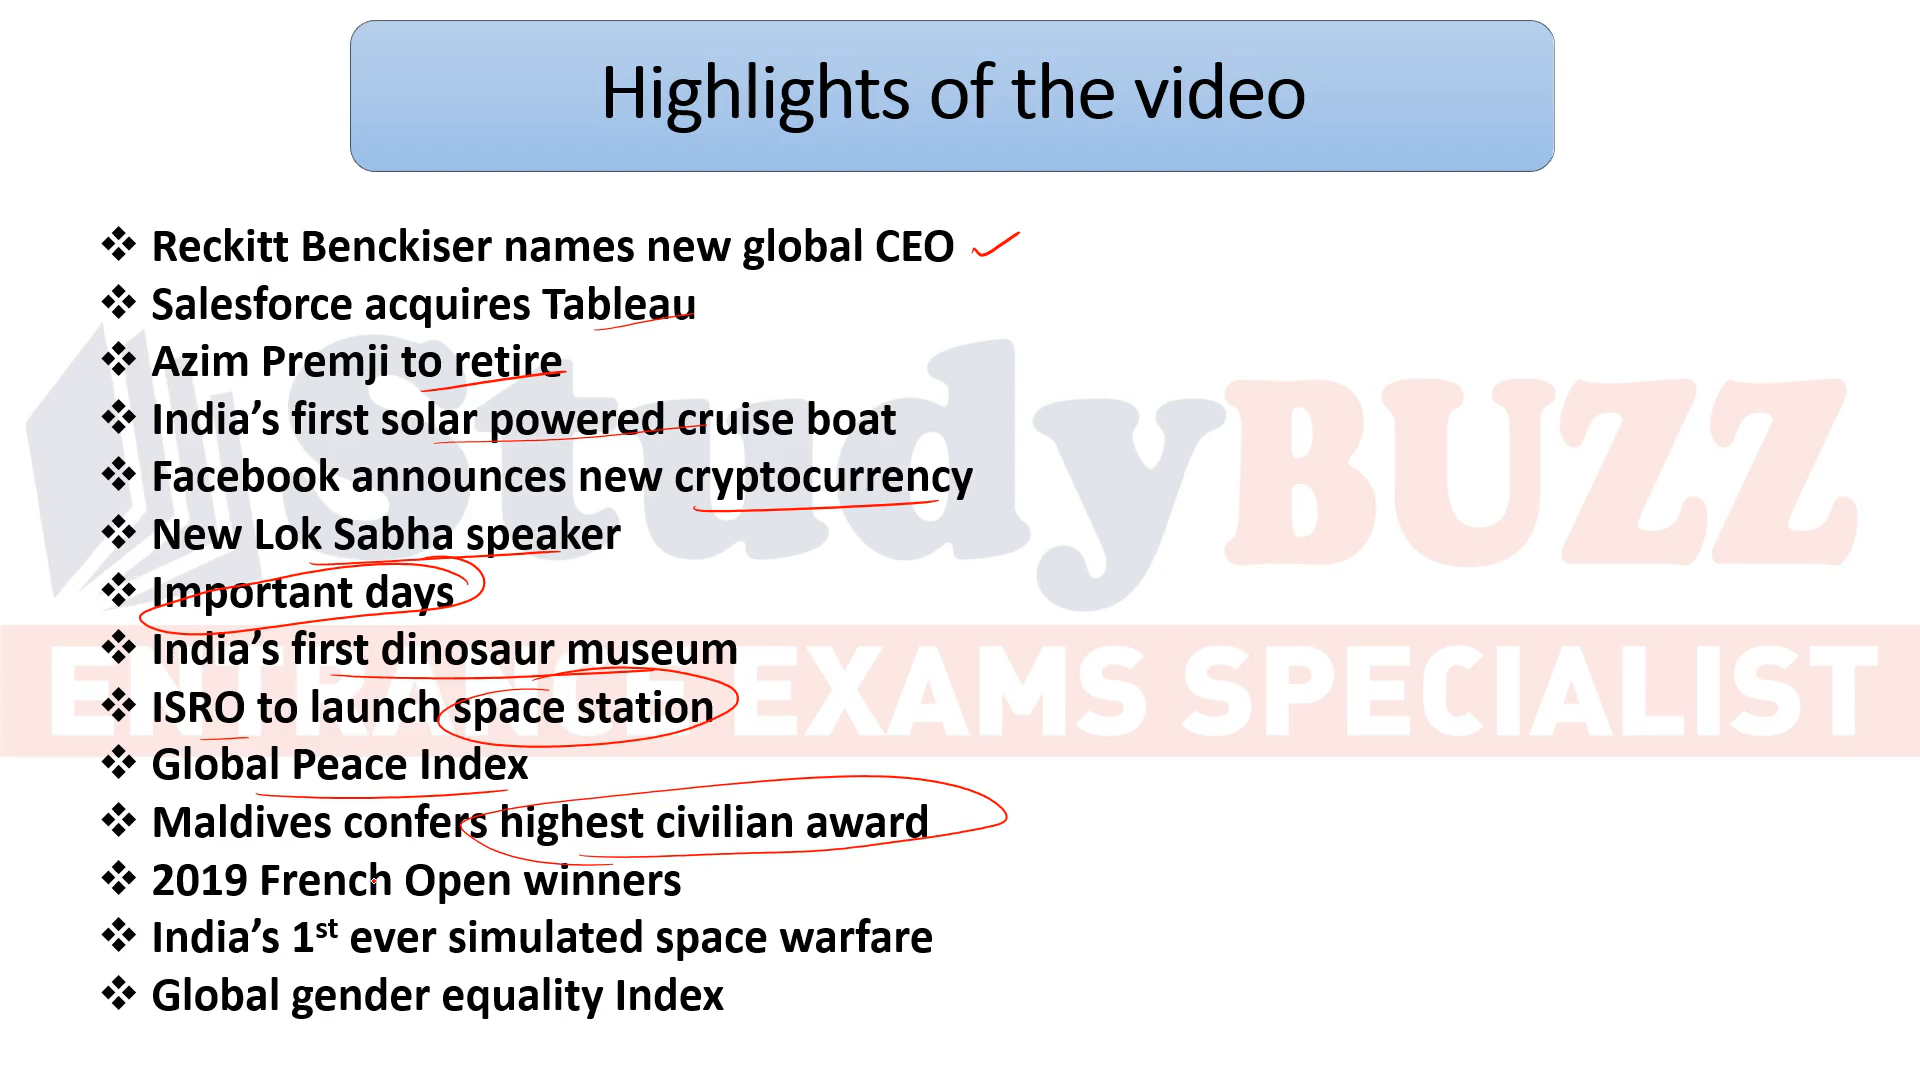 Highlights of the video
❖ Reckitt Benckiser names new global CEO
❖ Salesforce acquires Tableau
❖ Azim Premji to retire
❖ India’s first solar powered cruise boat
❖ Facebook announces new cryptocurrency
❖ New Lok Sabha speaker
❖ Important days
❖ India’s first dinosaur museum
❖ ISRO to launch space station
❖ Global Peace Index
❖ Maldives confers highest civilian award
❖ 2019 French Open winners
❖ India’s 1st ever simulated space warfare
❖ Global gender equality Index
StudyBUZZ
ENTRANCE EXAMS SPECIALIST